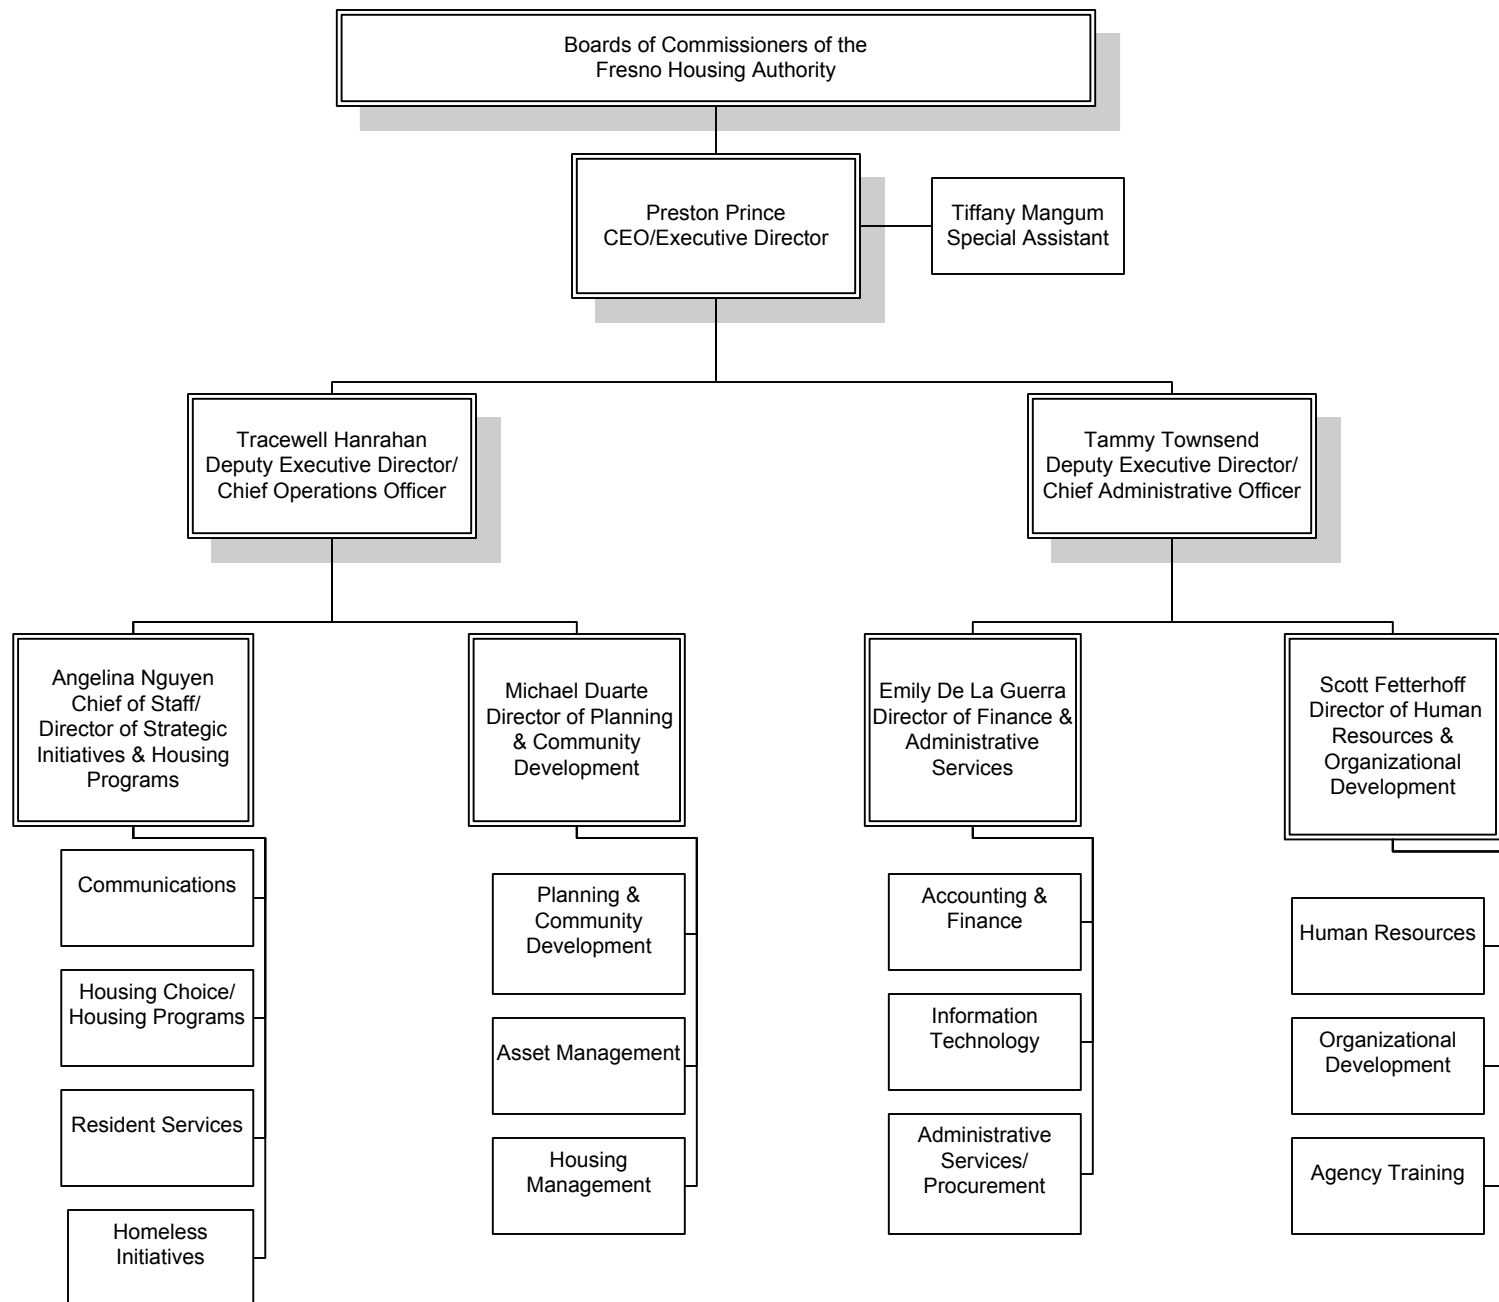 Boards of Commissioners of the
Fresno Housing Authority
Preston Prince
CEO/Executive Director
Tiffany Mangum
Special Assistant
Tracewell Hanrahan
Deputy Executive Director/
Chief Operations Officer
Tammy Townsend
Deputy Executive Director/
Chief Administrative Officer
Angelina Nguyen
Chief of Staff/
Director of Strategic
Initiatives & Housing
Programs
Michael Duarte
Director of Planning
& Community
Development
Emily De La Guerra
Director of Finance &
Administrative
Services
Scott Fetterhoff
Director of Human
Resources &
Organizational
Development
Communications
Housing Choice/
Housing Programs
Resident Services
Homeless
Initiatives
Planning &
Community
Development
Asset Management
Housing
Management
Accounting &
Finance
Information
Technology
Administrative
Services/
Procurement
Human Resources
Organizational
Development
Agency Training